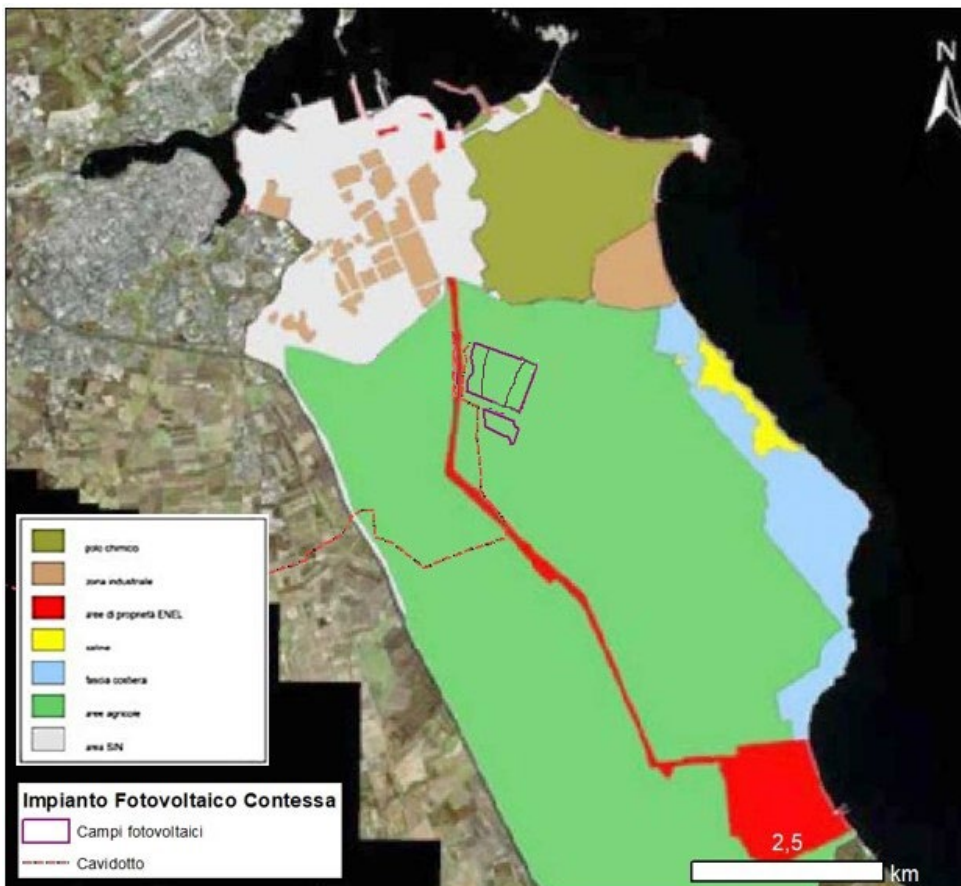 N
polo chimico
zona industriale
aree di proprietà ENEL
saline
fascia costiera
aree agricole
area SIN
Impianto Fotovoltaico Contessa
Campi fotovoltaici
Cavidotto
2,5
km